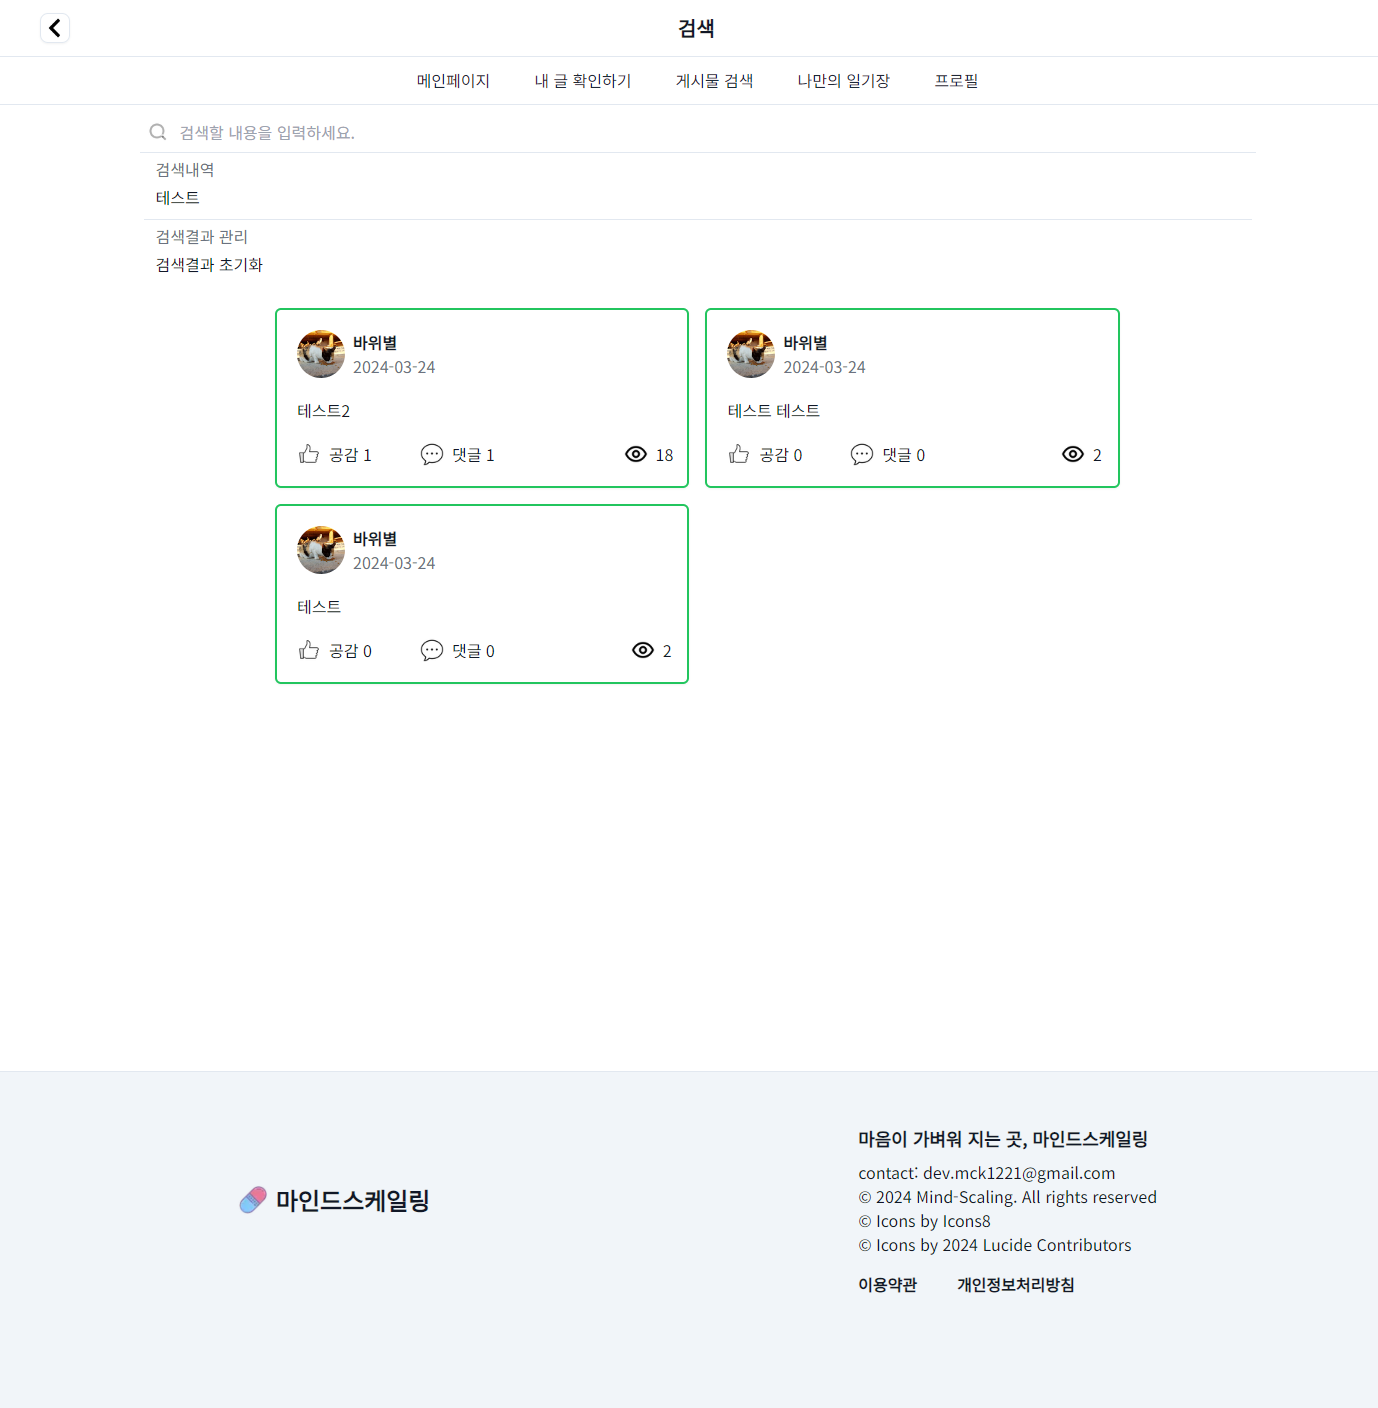 검색
메인페이지 내 글 확인하기 게시물 검색 나만의 일기장 프로필
검색할 내용을 입력하세요.
검색내역
테스트
검색결과 관리
검색결과 초기화
바위별
2024-03-24
테스트2
공감 1 댓글 1 18
바위별
2024-03-24
테스트 테스트
공감 0 댓글 0 2
바위별
2024-03-24
테스트
공감 0 댓글 0 2
마인드스케일링
마음이 가벼워 지는 곳, 마인드스케일링
contact: dev.mck1221@gmail.com
© 2024 Mind-Scaling. All rights reserved
© Icons by Icons8
© Icons by 2024 Lucide Contributors
이용약관 개인정보처리방침